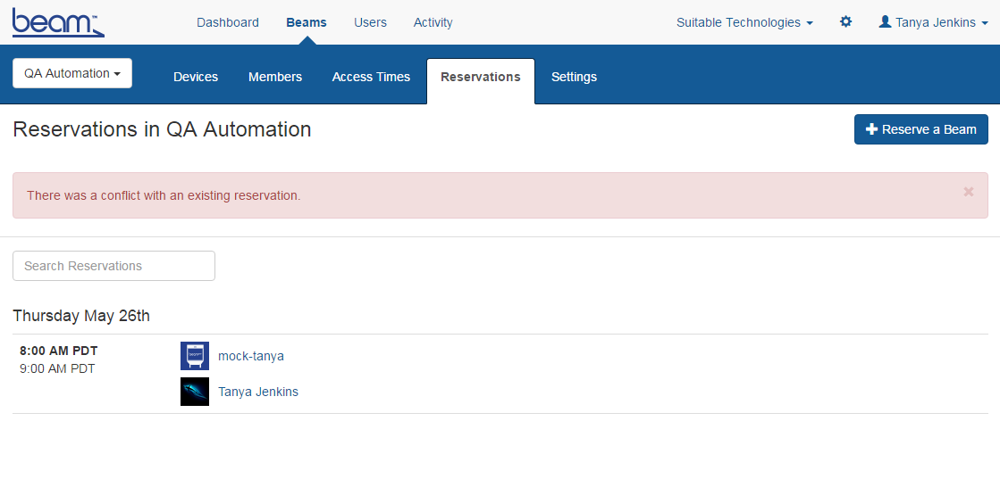 beam™ Dashboard Beams Users Activity Suitable Technologies Tanya Jenkins
QA Automation Devices Members Access Times Reservations Settings
Reservations in QA Automation Reserve a Beam
There was a conflict with an existing reservation.
Search Reservations
Thursday May 26th
8:00 AM PDT mock-tanya
9:00 AM PDT
Tanya Jenkins